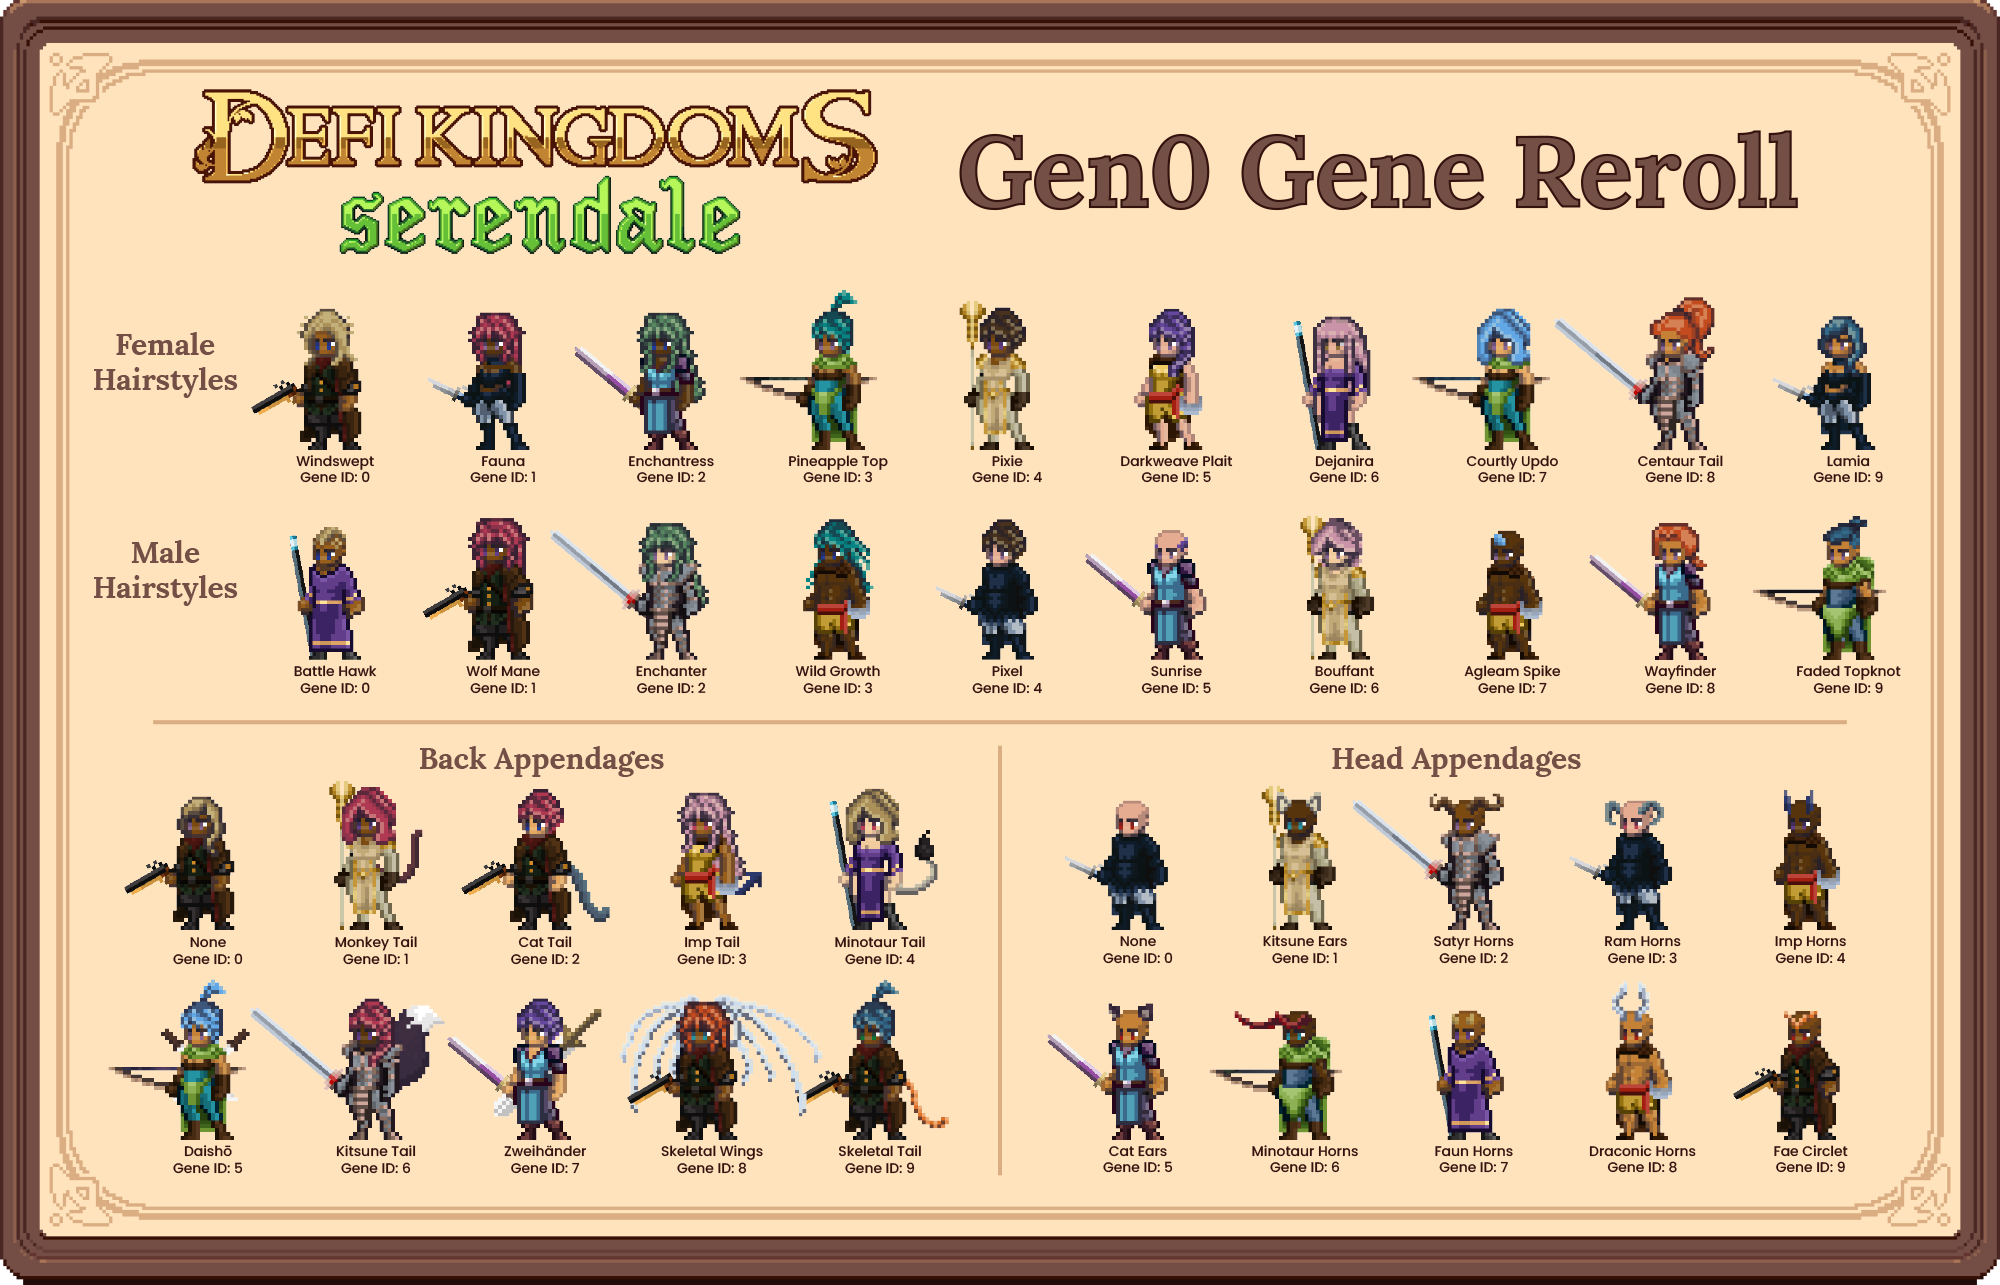 DEFI KINGDOMS
serendale
Gen0 Gene Reroll
Female
Hairstyles
Windswept
Gene ID: 0
Fauna
Gene ID: 1
Enchantress
Gene ID: 2
Pineapple Top
Gene ID: 3
Pixie
Gene ID: 4
Darkweave Plait
Gene ID: 5
Dejanira
Gene ID: 6
Courtly Updo
Gene ID: 7
Centaur Tail
Gene ID: 8
Lamia
Gene ID: 9
Male
Hairstyles
Battle Hawk
Gene ID: 0
Wolf Mane
Gene ID: 1
Enchanter
Gene ID: 2
Wild Growth
Gene ID: 3
Pixel
Gene ID: 4
Sunrise
Gene ID: 5
Bouffant
Gene ID: 6
Agleam Spike
Gene ID: 7
Wayfinder
Gene ID: 8
Faded Topknot
Gene ID: 9
Back Appendages
None
Gene ID: 0
Monkey Tail
Gene ID: 1
Cat Tail
Gene ID: 2
Imp Tail
Gene ID: 3
Minotaur Tail
Gene ID: 4
Daishō
Gene ID: 5
Kitsune Tail
Gene ID: 6
Zweihänder
Gene ID: 7
Skeletal Wings
Gene ID: 8
Skeletal Tail
Gene ID: 9
Head Appendages
None
Gene ID: 0
Kitsune Ears
Gene ID: 1
Satyr Horns
Gene ID: 2
Ram Horns
Gene ID: 3
Imp Horns
Gene ID: 4
Cat Ears
Gene ID: 5
Minotaur Horns
Gene ID: 6
Faun Horns
Gene ID: 7
Draconic Horns
Gene ID: 8
Fae Circlet
Gene ID: 9